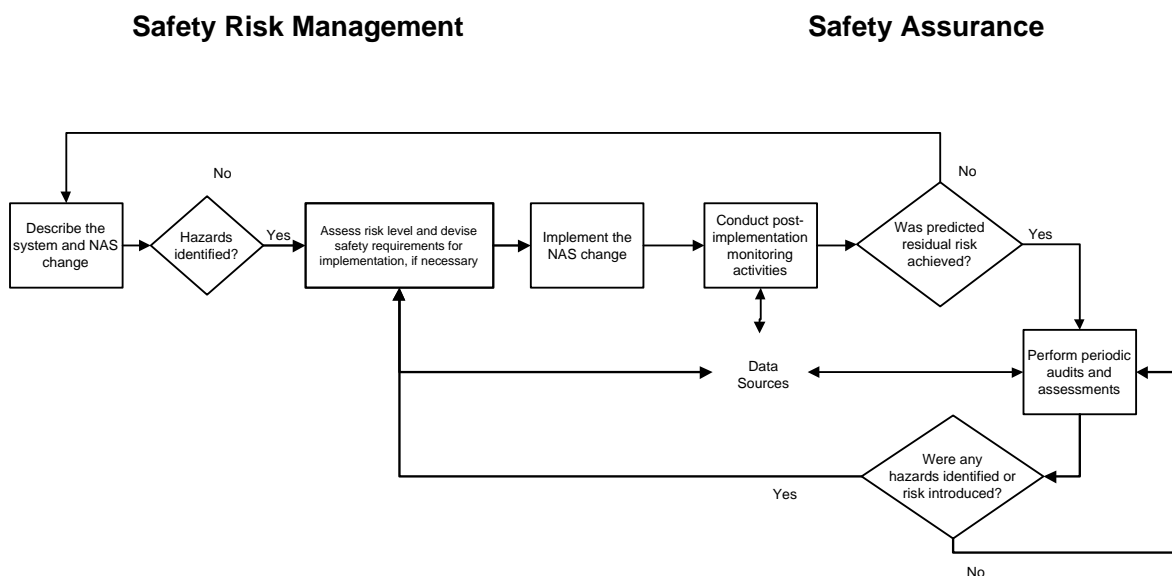 Safety Risk Management
Safety Assurance
No
No
Describe the
system and NAS
change
Hazards
identified?
Yes
Assess risk level and devise
safety requirements for
implementation, if necessary
Implement the
NAS change
Conduct post-
implementation
monitoring
activities
Was predicted
residual risk
achieved?
Yes
Data
Sources
Perform periodic
audits and
assessments
Were any
hazards identified or
risk introduced?
Yes
No